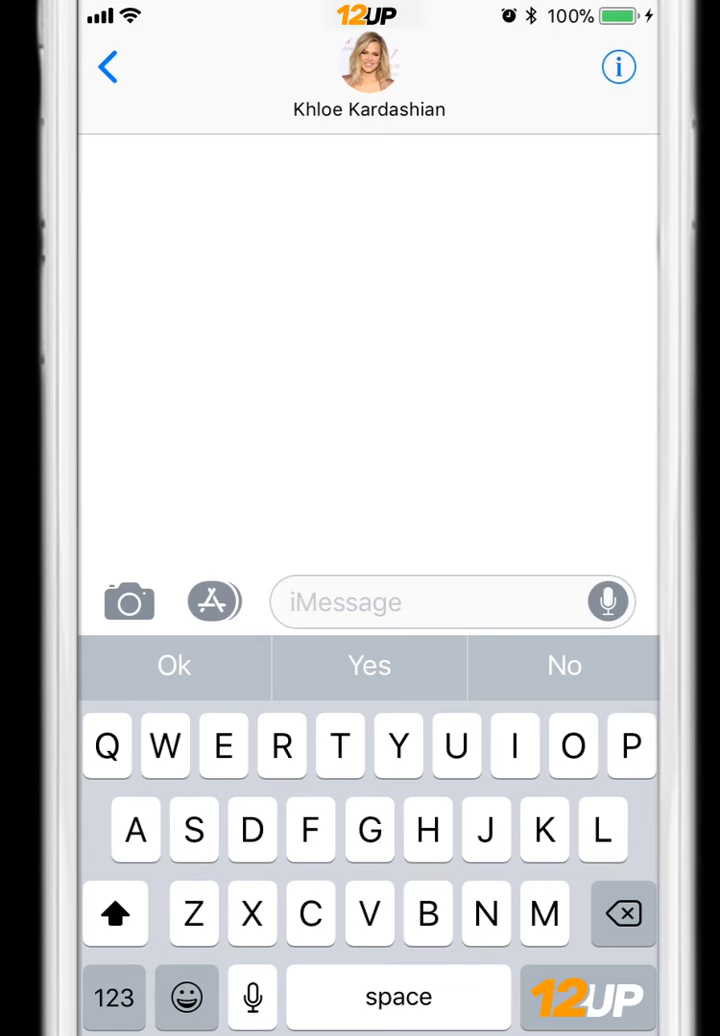 12UP
100%
Khloe Kardashian
iMessage
Ok Yes No
Q W E R T Y U I O P
A S D F G H J K L
Z X C V B N M
123 space 12UP